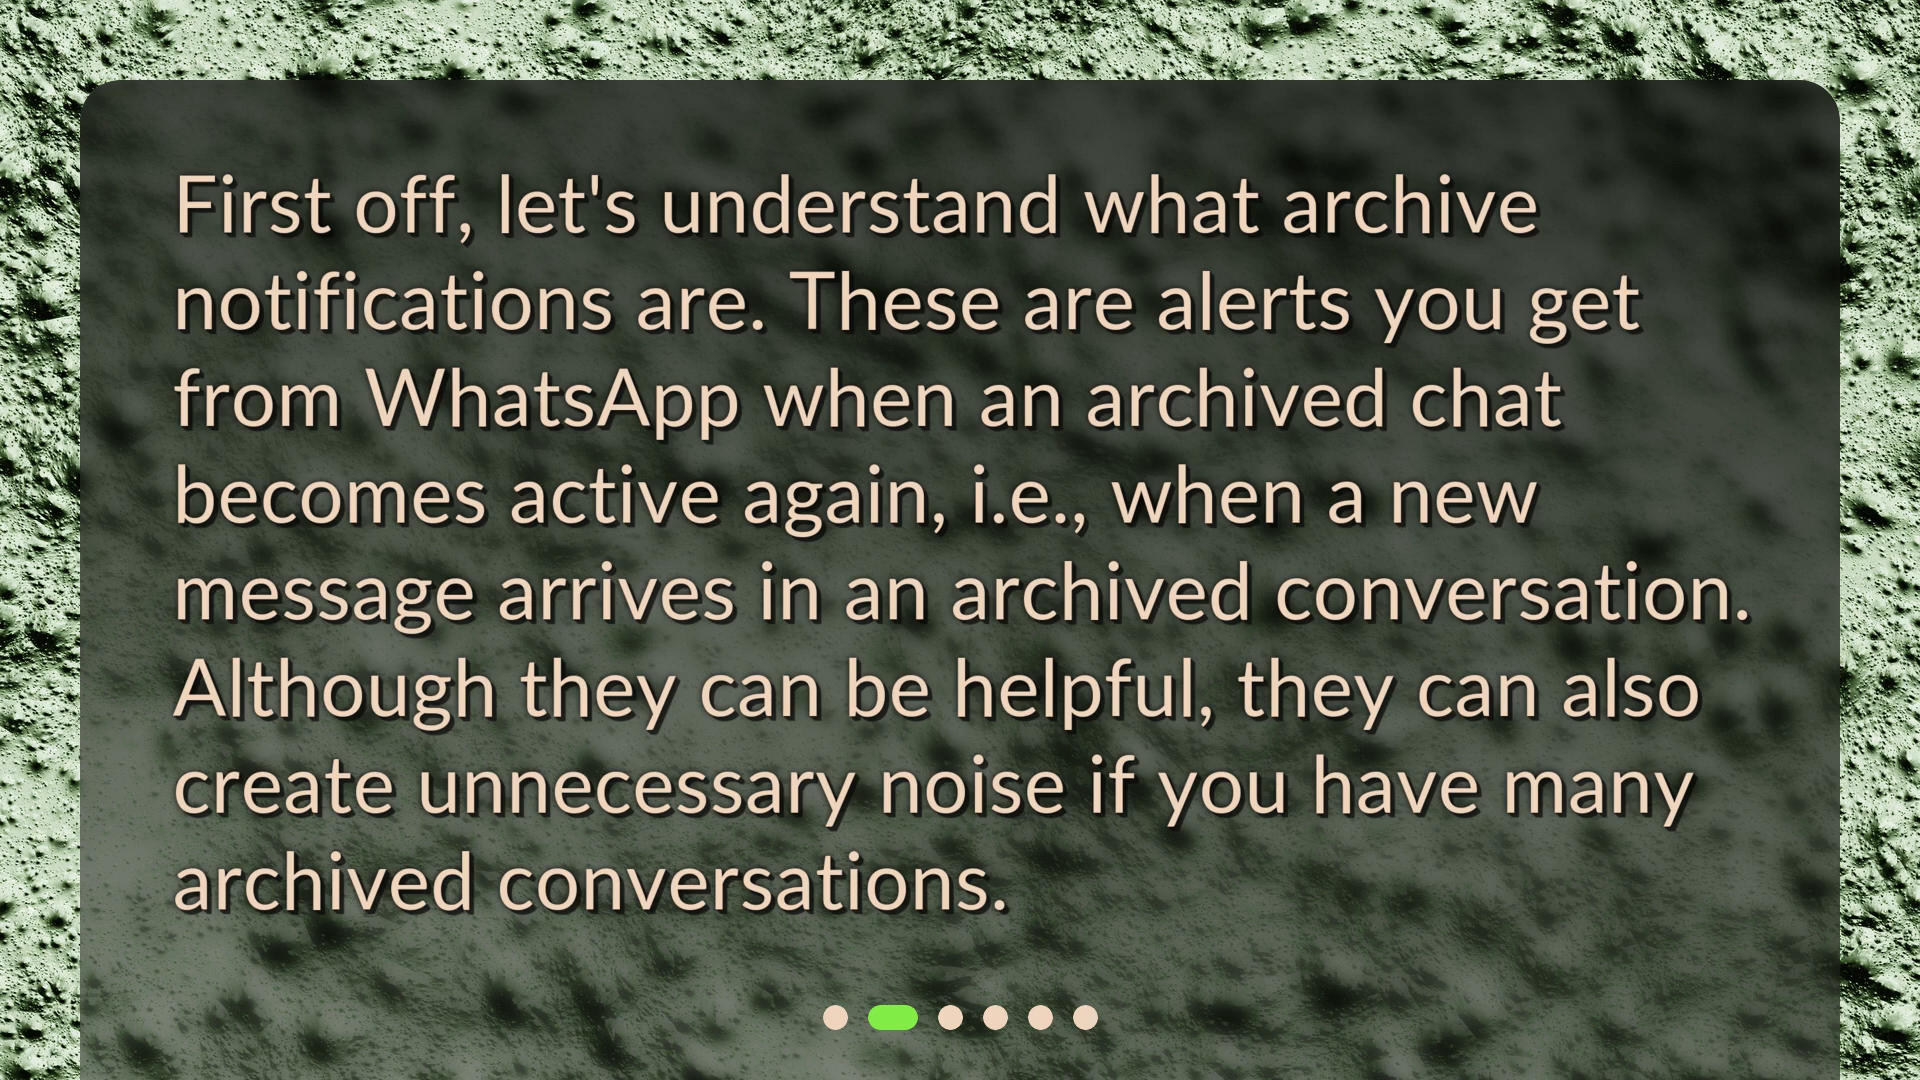 First off, let's understand what archive
notifications are. These are alerts you get
from WhatsApp when an archived chat
becomes active again, i.e., when a new
message arrives in an archived conversation.
Although they can be helpful, they can also
create unnecessary noise if you have many
archived conversations.